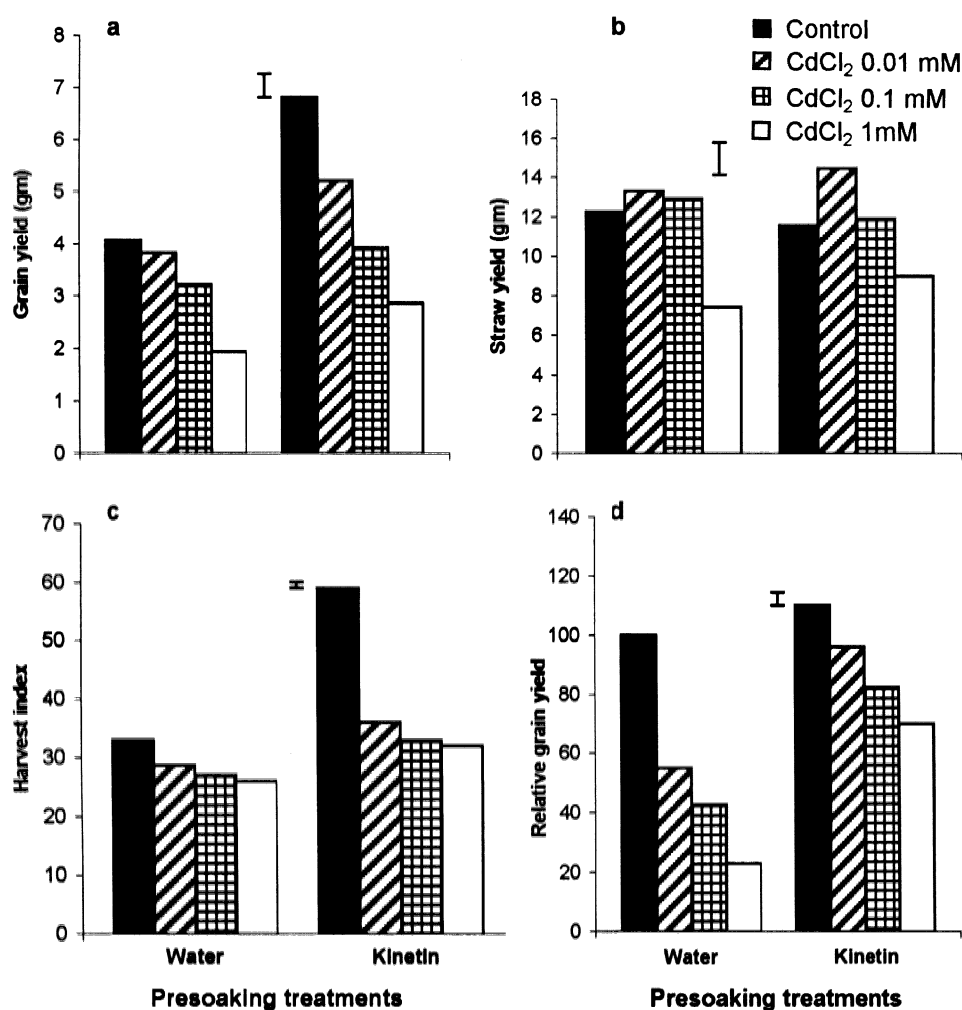 a
Grain yield (gm)
8
7
6
5
4
3
2
1
0
b
Control
CdCl₂ 0.01 mM
CdCl₂ 0.1 mM
CdCl₂ 1mM
Straw yield (gm)
18
16
14
12
10
8
6
4
2
0
c
Harvest index
70
60
50
40
30
20
10
0
Water
Kinetin
Presoaking treatments
d
Relative grain yield
140
120
100
80
60
40
20
0
Water
Kinetin
Presoaking treatments